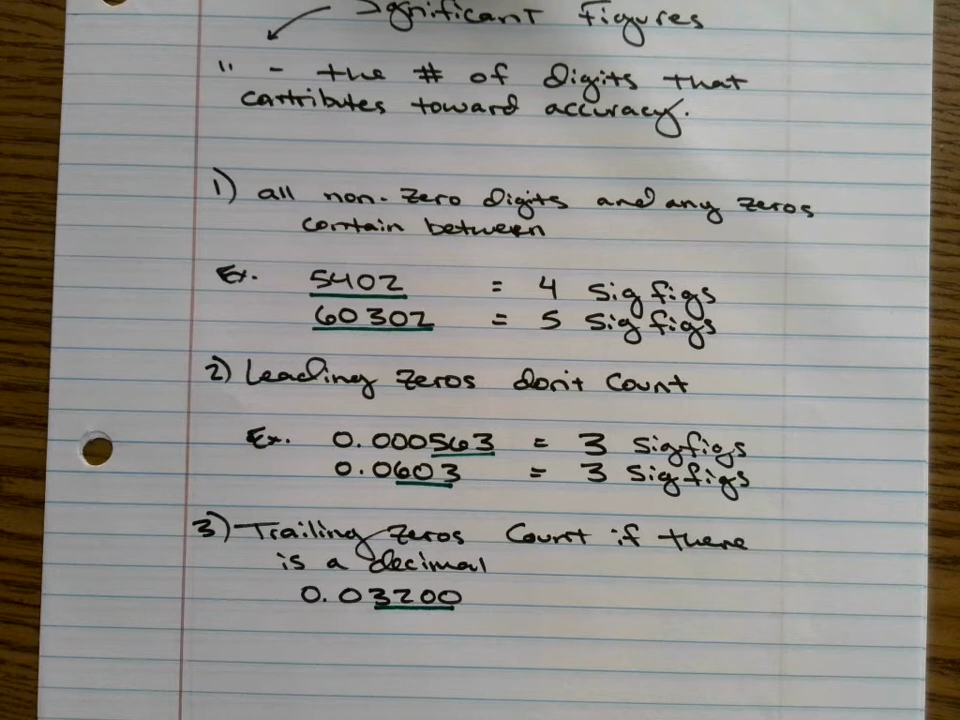 Significant Figures
" - the # of digits that
contributes toward accuracy.
1) all non-zero digits and any zeros
contain between
Ex. 5402 = 4 sig figs
60302 = 5 sig figs
2) Leading zeros don't count
Ex. 0.000563 = 3 sigfigs
0.0603 = 3 sig figs
3) Trailing zeros count if there
is a decimal
0.03200